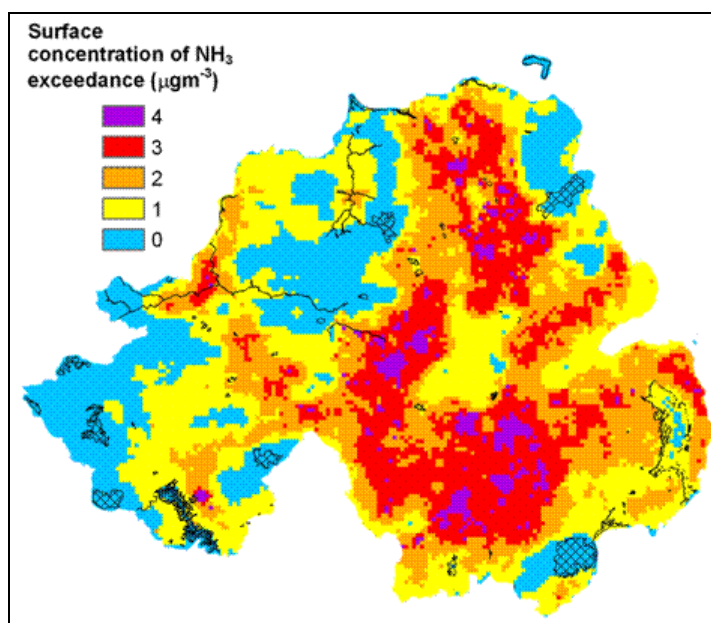 Surface
concentration of NH₃
exceedance (µgm⁻³)
4
3
2
1
0